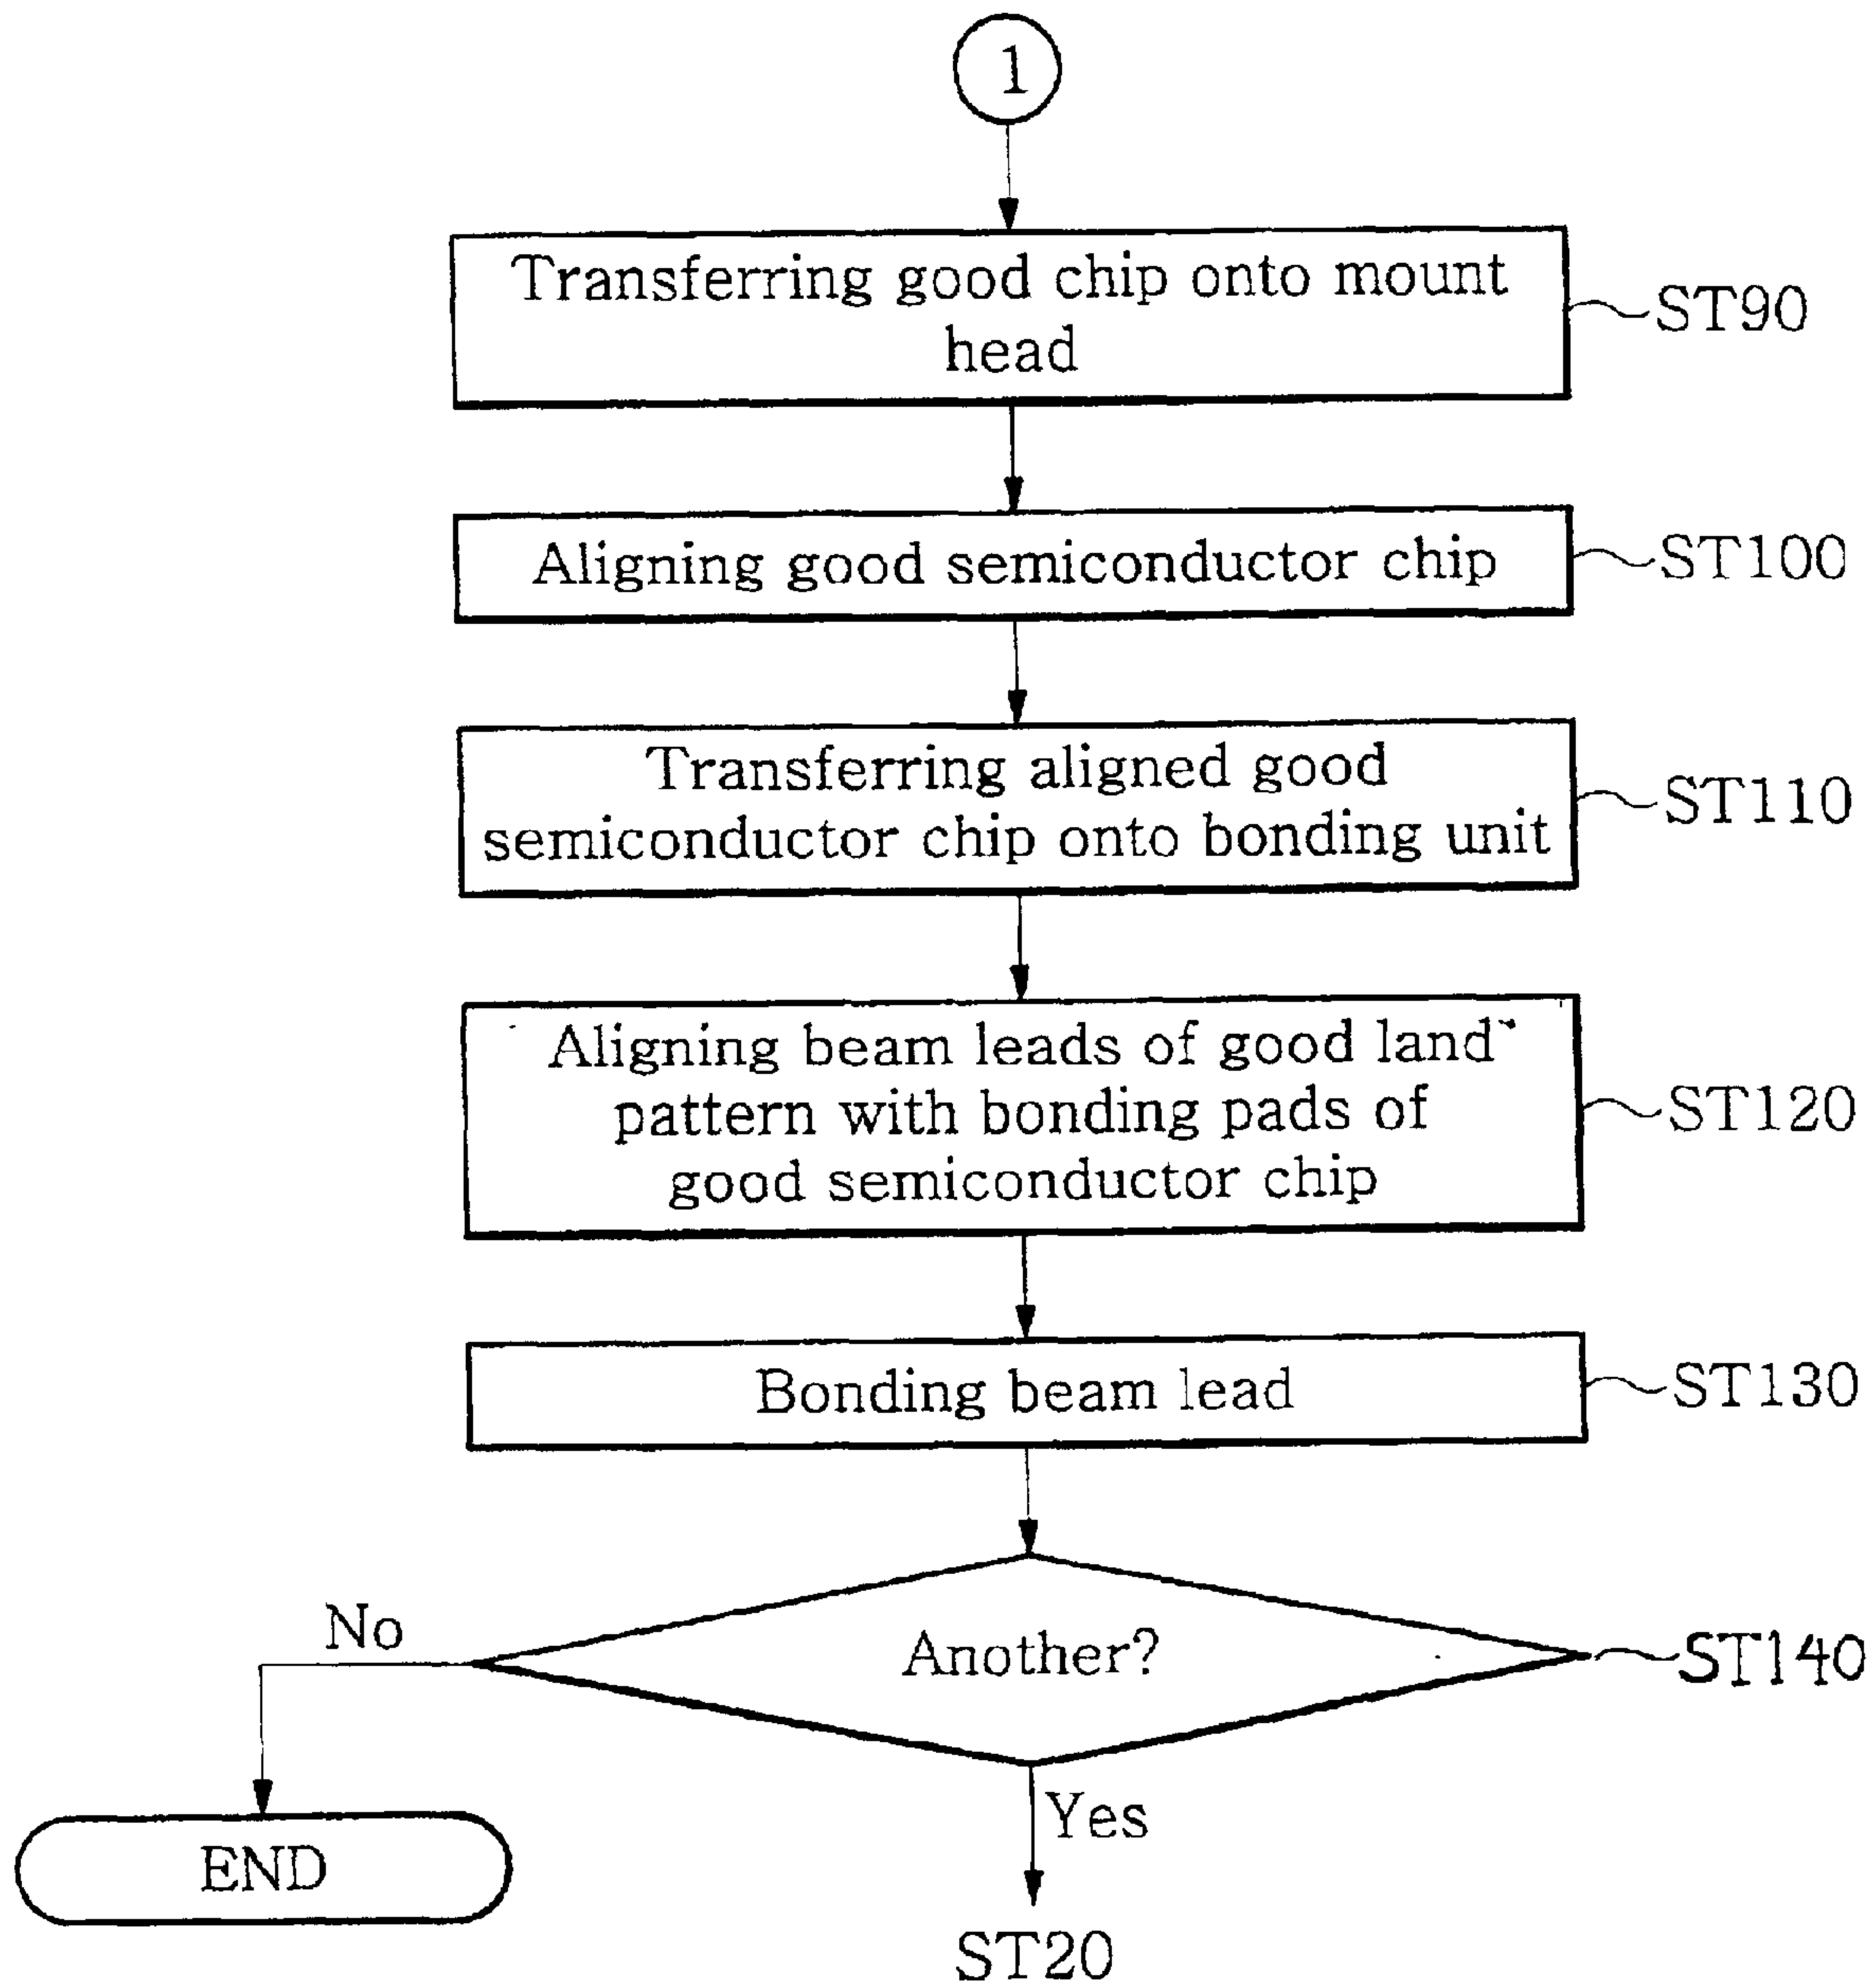 1
Transferring good chip onto mount
head
ST90
Aligning good semiconductor chip
ST100
Transferring aligned good
semiconductor chip onto bonding unit
ST110
Aligning beam leads of good land
pattern with bonding pads of
good semiconductor chip
ST120
Bonding beam lead
ST130
No
Another?
ST140
Yes
END
ST20